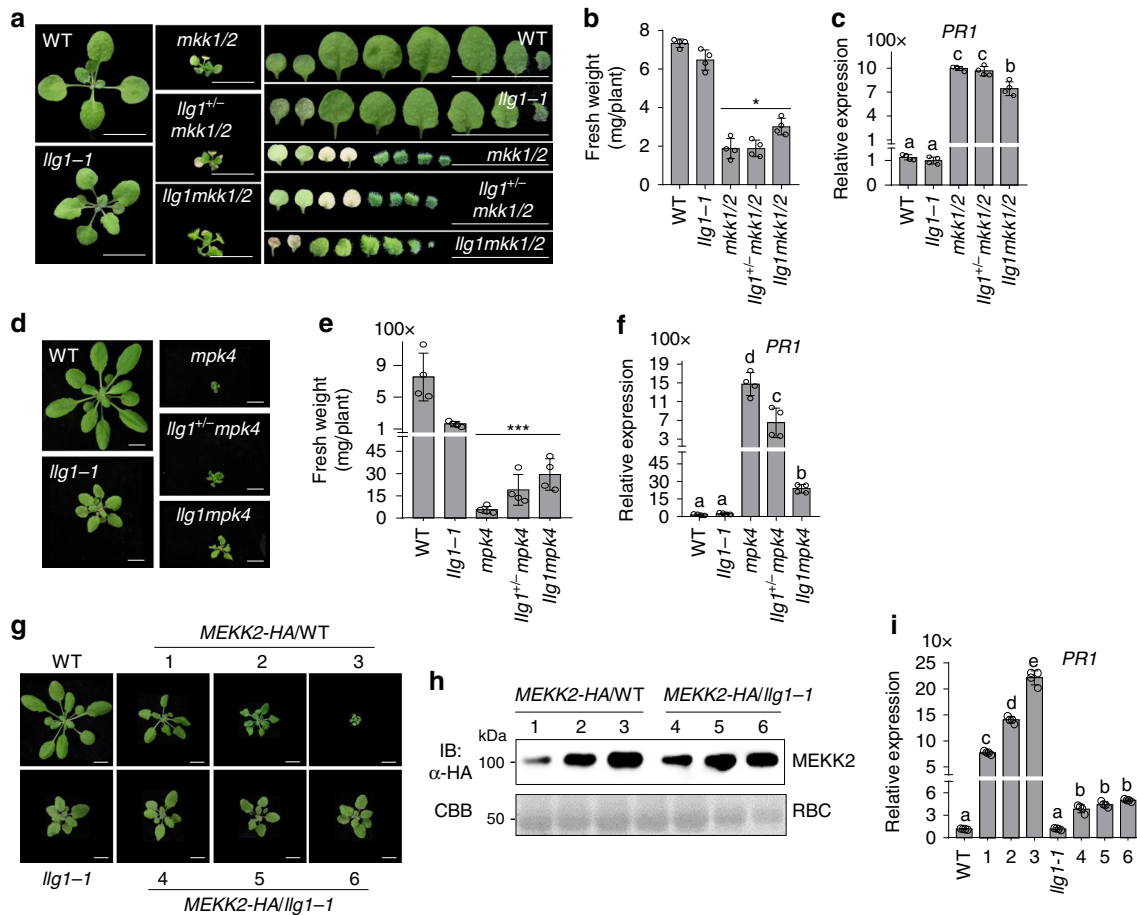 a
WT
mkk1/2
llg1+/–
mkk1/2
llg1–1
llg1mkk1/2
WT
llg1–1
mkk1/2
llg1+/–
mkk1/2
llg1mkk1/2
b
Fresh weight
(mg/plant)
8
6
4
2
0
*
WT
llg1–1
mkk1/2
llg1+/–mkk1/2
llg1mkk1/2
c
100×
PR1
Relative expression
10
7
4
1
1
0
a
a
c
c
b
WT
llg1–1
mkk1/2
llg1+/–mkk1/2
llg1mkk1/2
d
WT
mpk4
llg1+/–mpk4
llg1–1
llg1mpk4
e
100×
Fresh weight
(mg/plant)
9
5
1
45
30
15
0
***
WT
llg1–1
mpk4
llg1+/–mpk4
llg1mpk4
f
100×
PR1
Relative expression
19
15
11
7
3
60
45
30
15
0
a
a
d
c
b
WT
llg1–1
mpk4
llg1+/–mpk4
llg1mpk4
g
MEKK2-HA/WT
WT
1
2
3
llg1–1
4
5
6
MEKK2-HA/llg1–1
h
MEKK2-HA/WT
MEKK2-HA/llg1–1
kDa
1
2
3
4
5
6
IB:
α-HA
100
MEKK2
CBB
50
RBC
i
10×
PR1
Relative expression
25
20
15
10
5
6
3
0
a
c
d
e
a
b
b
b
WT
1
2
3
llg1-1
4
5
6